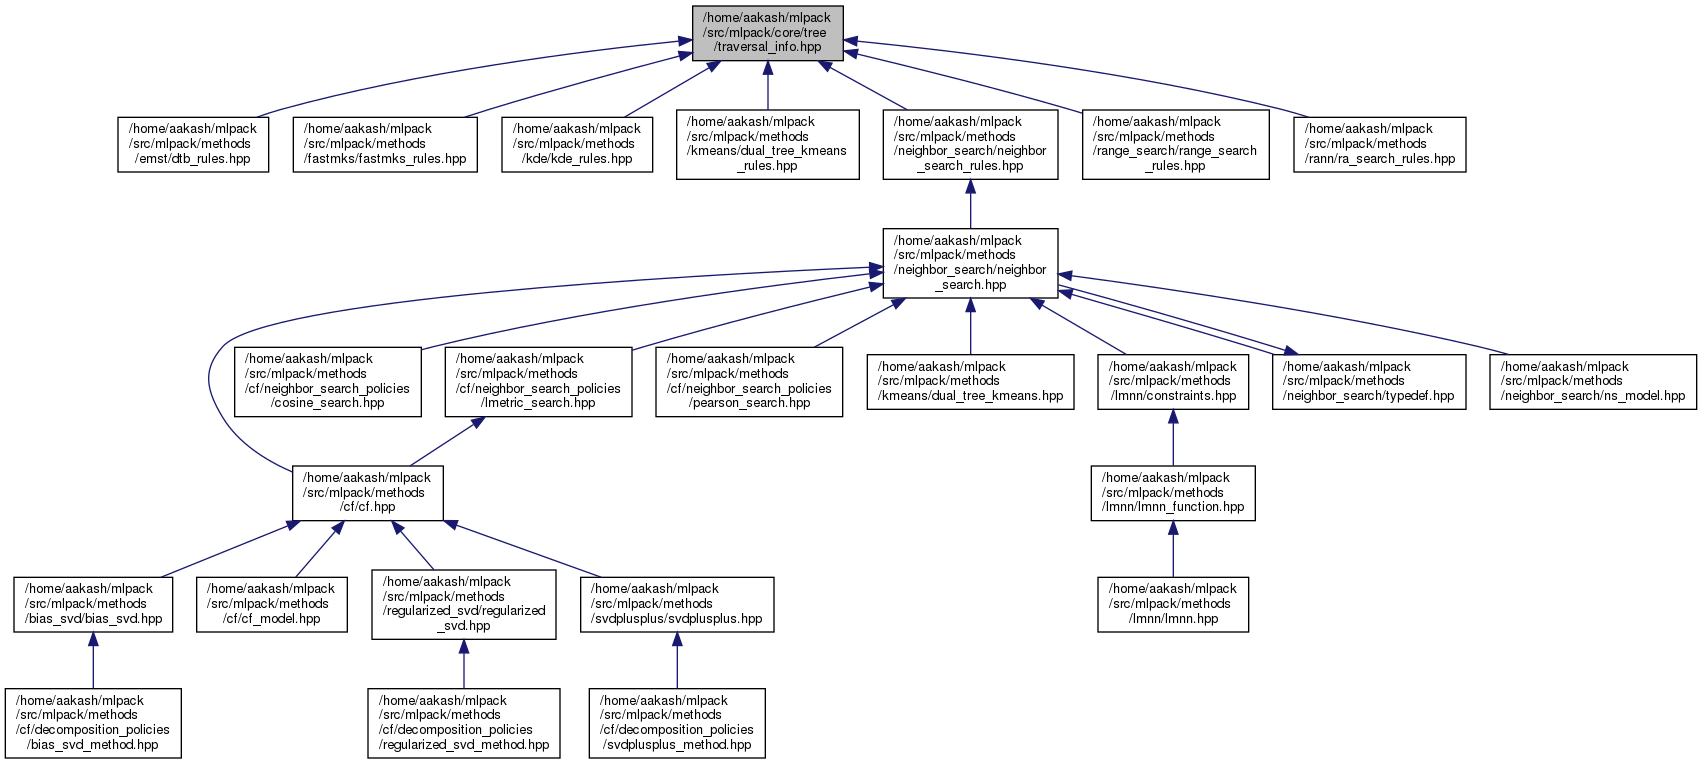 /home/aakash/mlpack
/src/mlpack/core/tree
/traversal_info.hpp
/home/aakash/mlpack
/src/mlpack/methods
/emst/dtb_rules.hpp
/home/aakash/mlpack
/src/mlpack/methods
/fastmks/fastmks_rules.hpp
/home/aakash/mlpack
/src/mlpack/methods
/kde/kde_rules.hpp
/home/aakash/mlpack
/src/mlpack/methods
/kmeans/dual_tree_kmeans
_rules.hpp
/home/aakash/mlpack
/src/mlpack/methods
/neighbor_search/neighbor
_search_rules.hpp
/home/aakash/mlpack
/src/mlpack/methods
/range_search/range_search
_rules.hpp
/home/aakash/mlpack
/src/mlpack/methods
/rann/ra_search_rules.hpp
/home/aakash/mlpack
/src/mlpack/methods
/neighbor_search/neighbor
_search.hpp
/home/aakash/mlpack
/src/mlpack/methods
/cf/neighbor_search_policies
/cosine_search.hpp
/home/aakash/mlpack
/src/mlpack/methods
/cf/neighbor_search_policies
/lmetric_search.hpp
/home/aakash/mlpack
/src/mlpack/methods
/cf/neighbor_search_policies
/pearson_search.hpp
/home/aakash/mlpack
/src/mlpack/methods
/kmeans/dual_tree_kmeans.hpp
/home/aakash/mlpack
/src/mlpack/methods
/lmnn/constraints.hpp
/home/aakash/mlpack
/src/mlpack/methods
/neighbor_search/typedef.hpp
/home/aakash/mlpack
/src/mlpack/methods
/neighbor_search/ns_model.hpp
/home/aakash/mlpack
/src/mlpack/methods
/cf/cf.hpp
/home/aakash/mlpack
/src/mlpack/methods
/lmnn/lmnn_function.hpp
/home/aakash/mlpack
/src/mlpack/methods
/bias_svd/bias_svd.hpp
/home/aakash/mlpack
/src/mlpack/methods
/cf/cf_model.hpp
/home/aakash/mlpack
/src/mlpack/methods
/regularized_svd/regularized
_svd.hpp
/home/aakash/mlpack
/src/mlpack/methods
/svdplusplus/svdplusplus.hpp
/home/aakash/mlpack
/src/mlpack/methods
/lmnn/lmnn.hpp
/home/aakash/mlpack
/src/mlpack/methods
/cf/decomposition_policies
/bias_svd_method.hpp
/home/aakash/mlpack
/src/mlpack/methods
/cf/decomposition_policies
/regularized_svd_method.hpp
/home/aakash/mlpack
/src/mlpack/methods
/cf/decomposition_policies
/svdplusplus_method.hpp